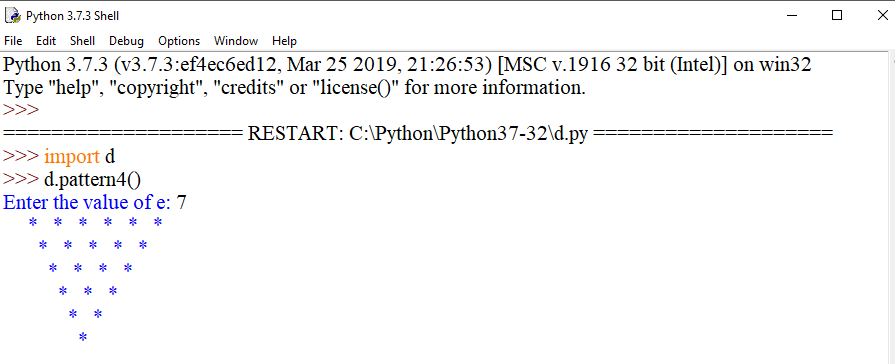 Python 3.7.3 Shell
File Edit Shell Debug Options Window Help
Python 3.7.3 (v3.7.3:ef4ec6ed12, Mar 25 2019, 21:26:53) [MSC v.1916 32 bit (Intel)] on win32
Type "help", "copyright", "credits" or "license()" for more information.
>>>
===================== RESTART: C:\Python\Python37-32\d.py ====================
>>> import d
>>> d.pattern4()
Enter the value of e: 7
* * * * * *
* * * * *
* * * *
* * *
* *
*